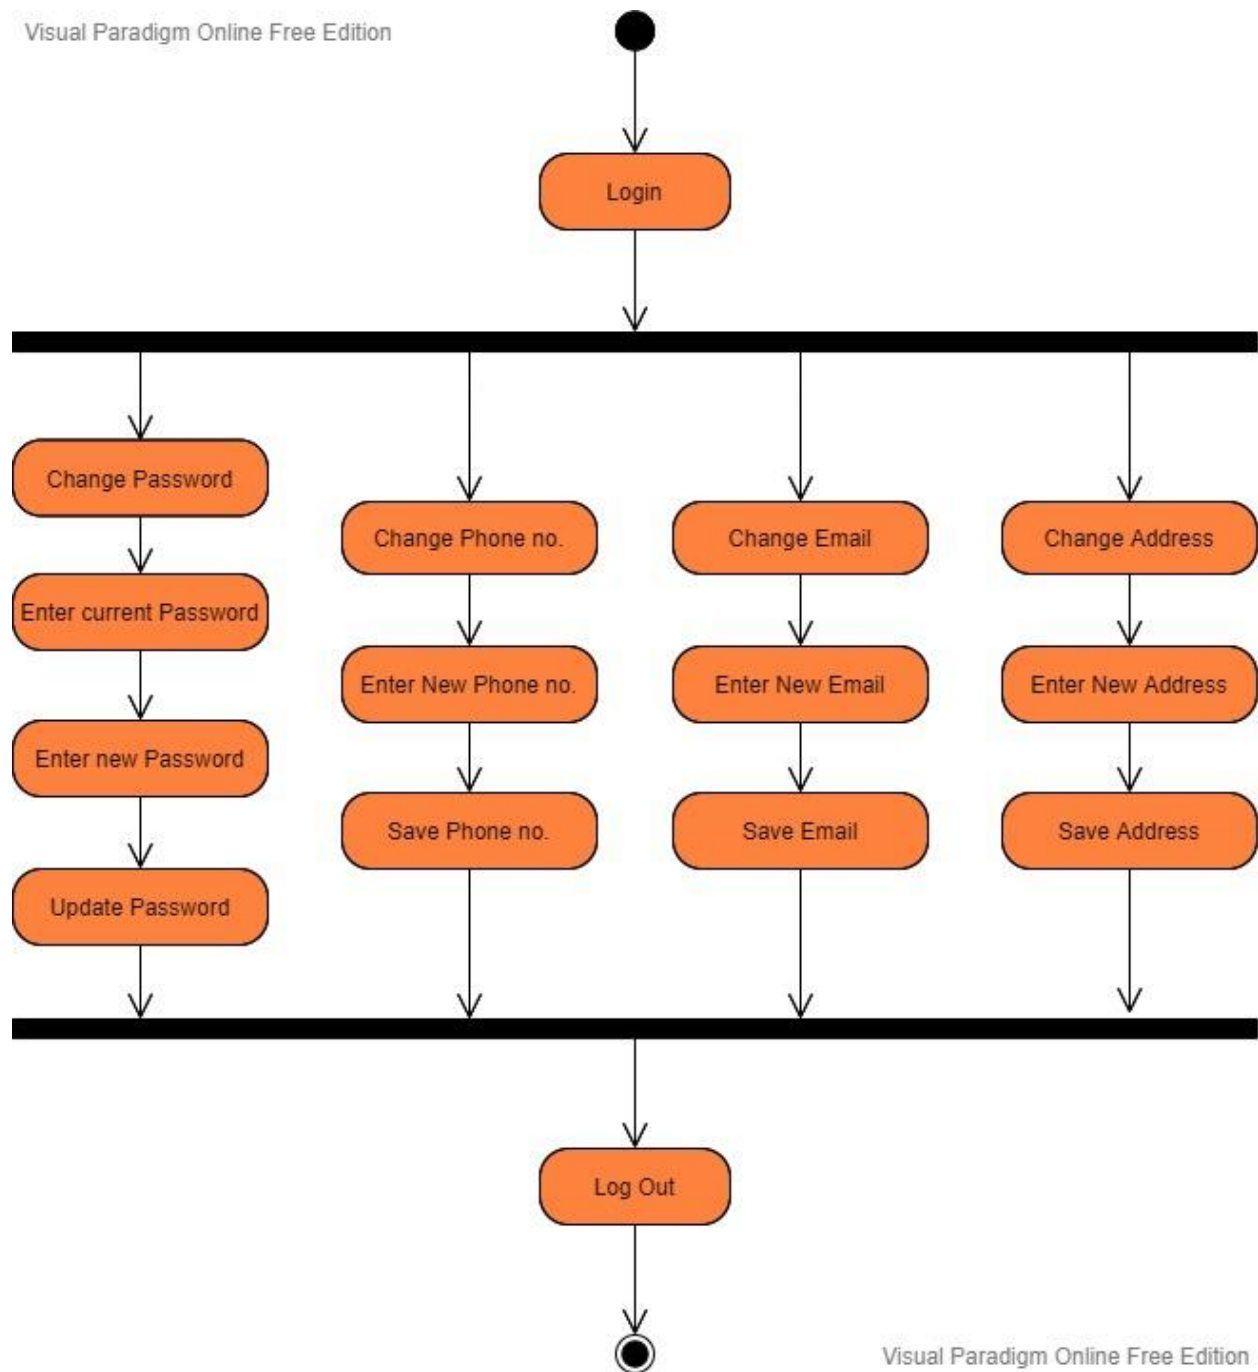 Visual Paradigm Online Free Edition
Login
Change Password
Enter current Password
Enter new Password
Update Password
Change Phone no.
Enter New Phone no.
Save Phone no.
Change Email
Enter New Email
Save Email
Change Address
Enter New Address
Save Address
Log Out
Visual Paradigm Online Free Edition